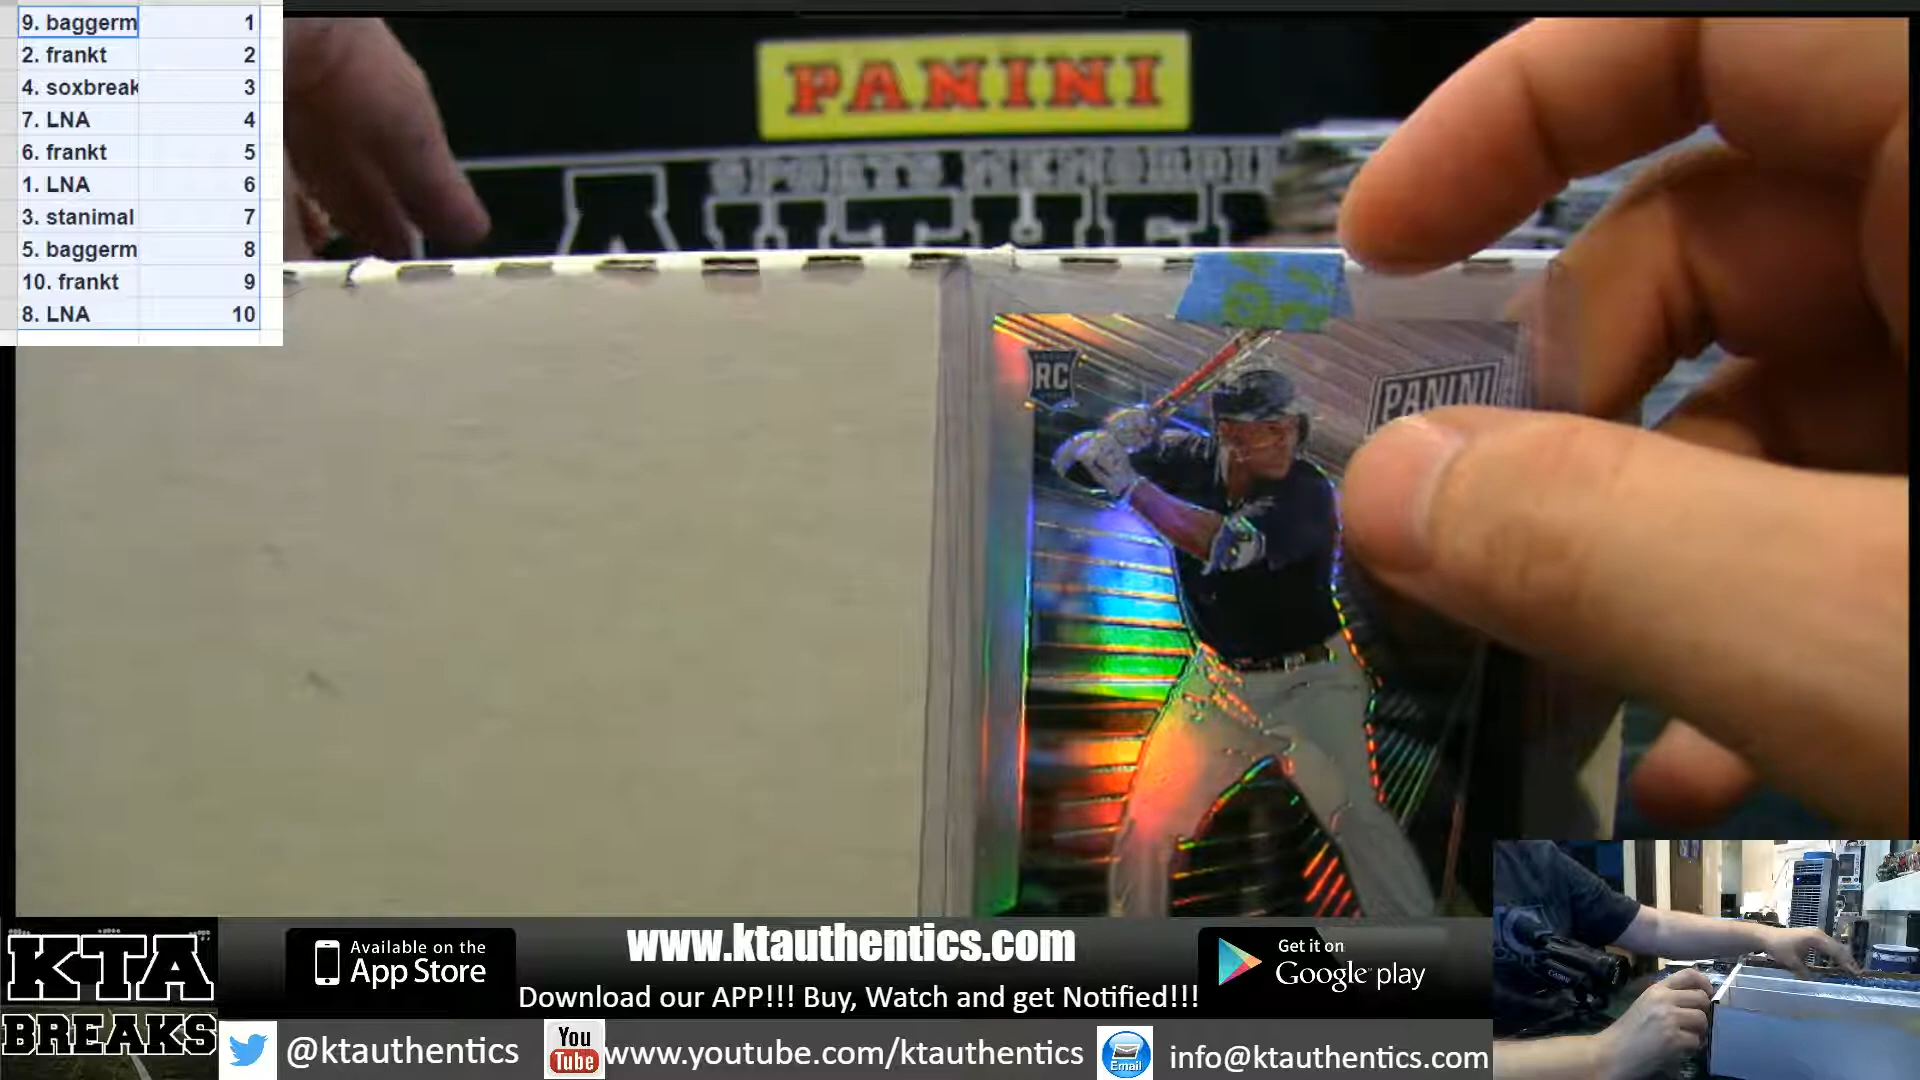 9. baggerm 1
2. frankt 2
4. soxbreak 3
7. LNA 4
6. frankt 5
1. LNA 6
3. stanimal 7
5. baggerm 8
10. frankt 9
8. LNA 10
PANINI
RC
PANINI
KTA
BREAKS
Available on the
App Store
www.ktauthentics.com
Download our APP!!! Buy, Watch and get Notified!!!
Get it on
Google play
@ktauthentics
You
Tube
www.youtube.com/ktauthentics
Email
info@ktauthentics.com